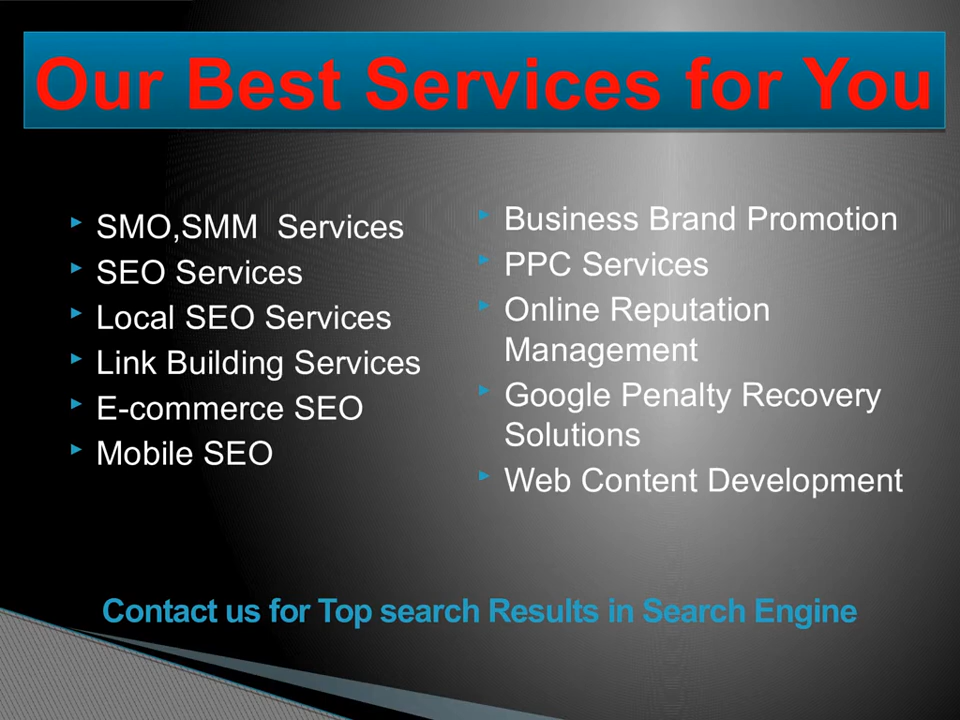 Our Best Services for You
SMO,SMM  Services
SEO Services
Local SEO Services
Link Building Services
E-commerce SEO
Mobile SEO
Business Brand Promotion
PPC Services
Online Reputation
Management
Google Penalty Recovery
Solutions
Web Content Development
Contact us for Top search Results in Search Engine